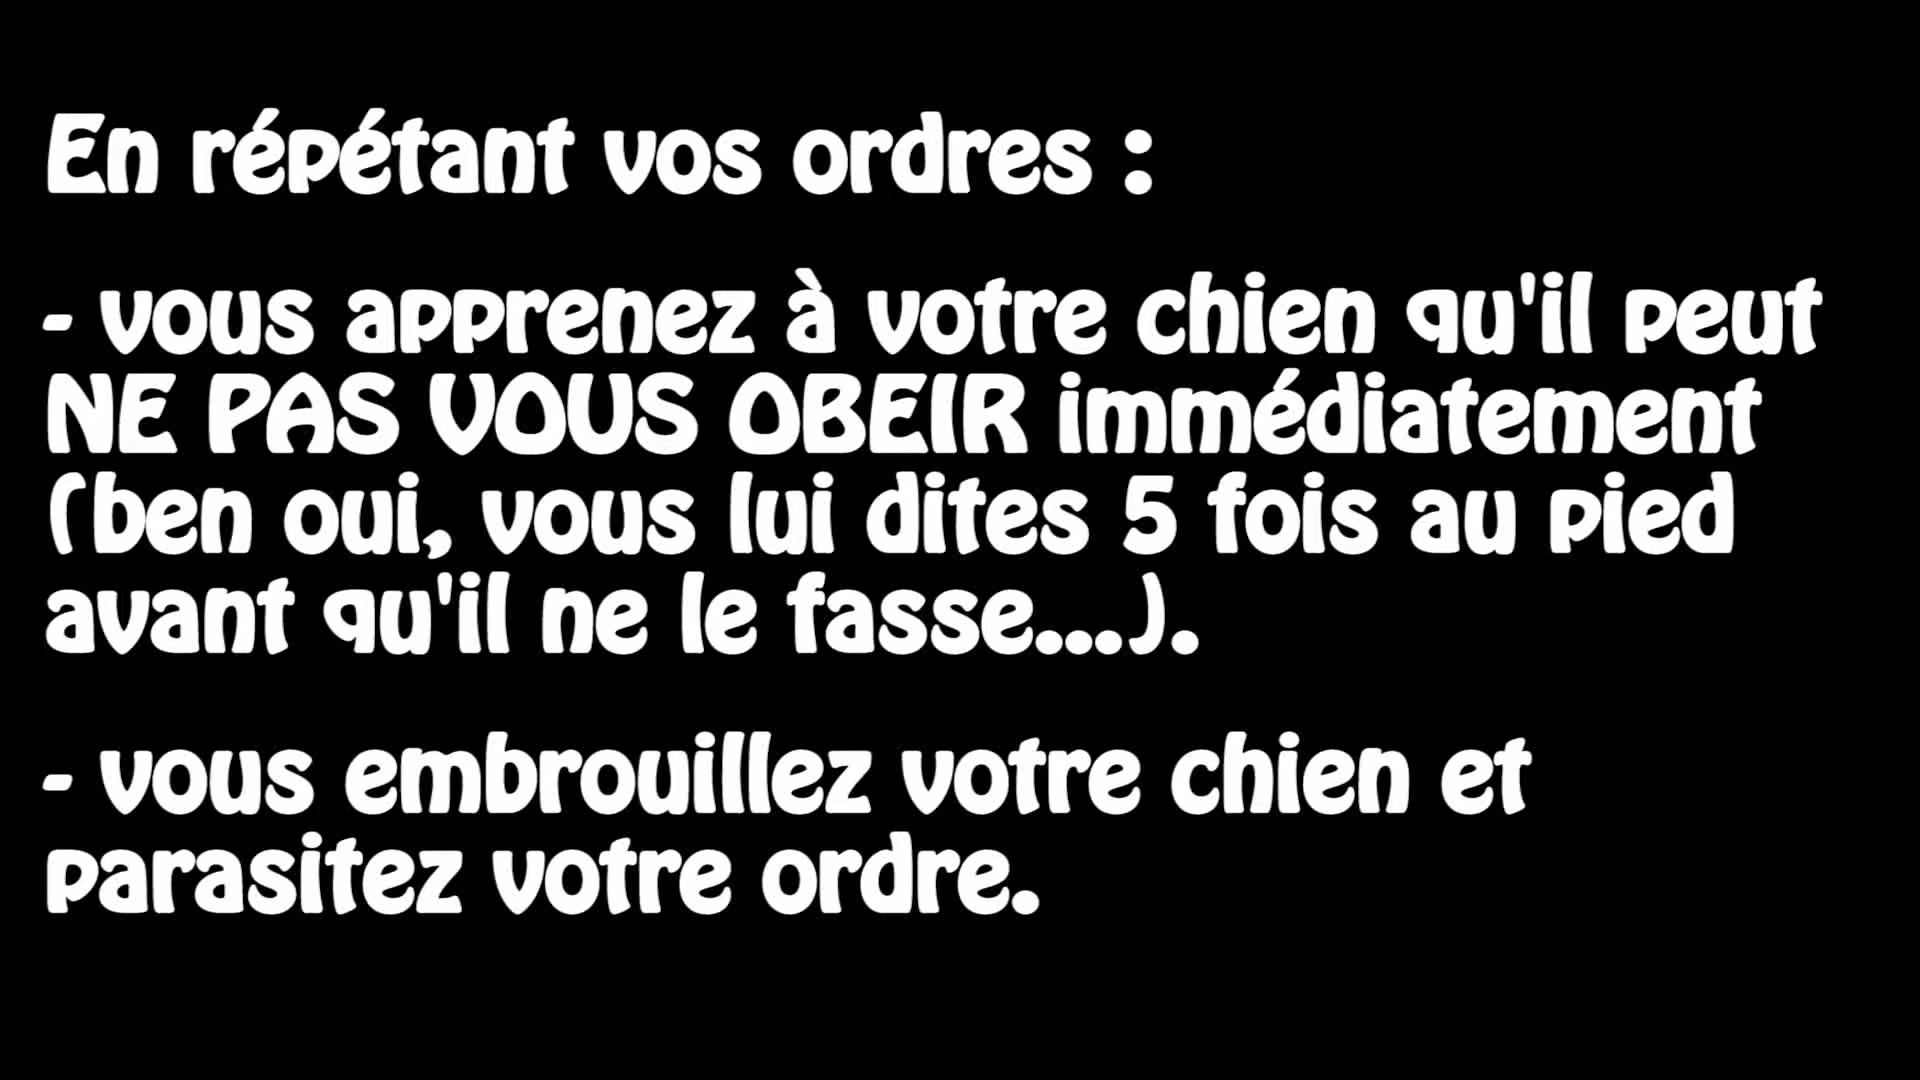 En répétant vos ordres :
- vous apprenez à votre chien qu'il peut
NE PAS VOUS OBEIR immédiatement
(ben oui, vous lui dites 5 fois au pied
avant qu'il ne le fasse...).
- vous embrouillez votre chien et
parasitez votre ordre.